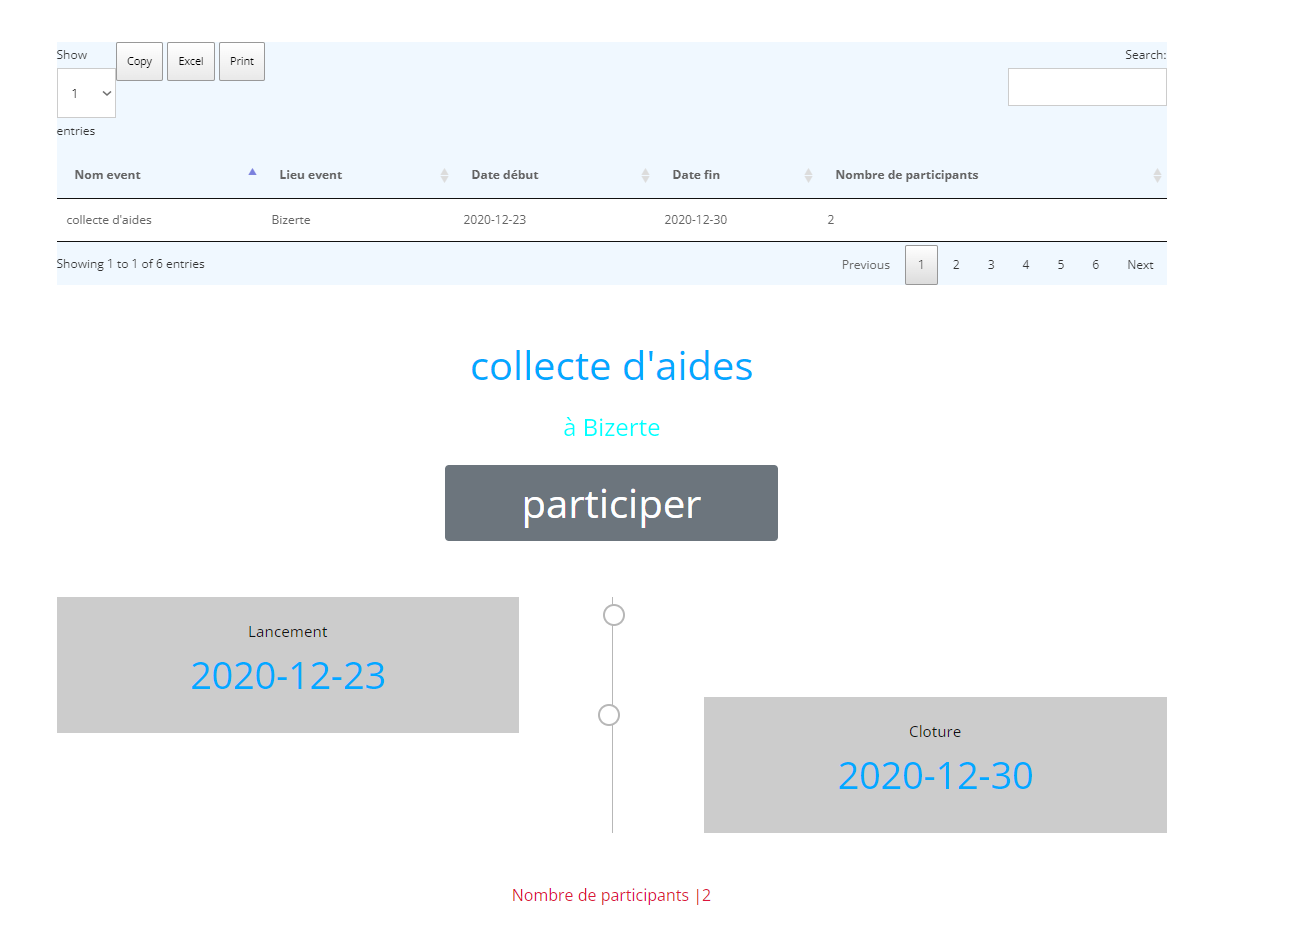 Show
Copy Excel Print
Search:
1
entries
Nom event Lieu event Date début Date fin Nombre de participants
collecte d'aides Bizerte 2020-12-23 2020-12-30 2
Showing 1 to 1 of 6 entries Previous 1 2 3 4 5 6 Next
collecte d'aides
à Bizerte
participer
Lancement
2020-12-23
Cloture
2020-12-30
Nombre de participants |2